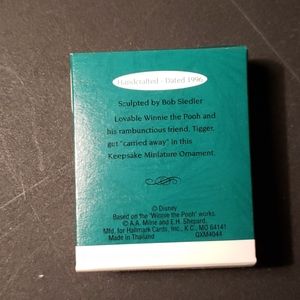 Handcrafted - Dated 1996
Sculpted by Bob Siedler
Lovable Winnie the Pooh and
his rambunctious friend, Tigger,
get "carried away" in this
Keepsake Miniature Ornament.
© Disney
Based on the "Winnie the Pooh" works.
© A.A. Milne and E.H. Shepard.
Mfd. for Hallmark Cards, Inc., K.C., MO 64141
Made in Thailand QXM4044